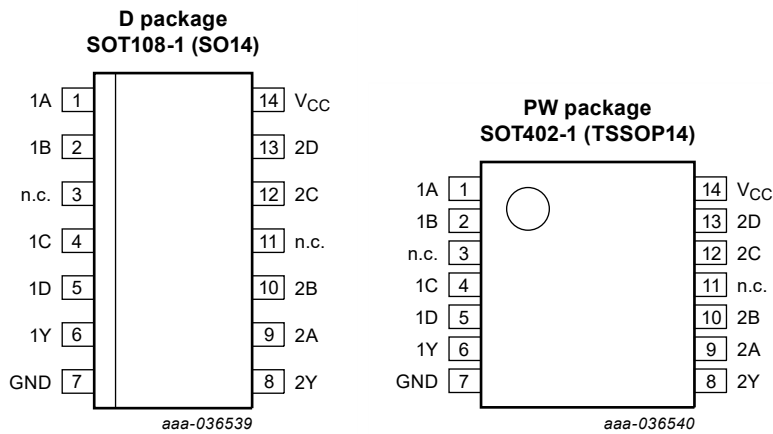 D package
SOT108-1 (SO14)
1A 1 14 VCC
1B 2 13 2D
n.c. 3 12 2C
1C 4 11 n.c.
1D 5 10 2B
1Y 6 9 2A
GND 7 8 2Y
aaa-036539
PW package
SOT402-1 (TSSOP14)
1A 1 14 VCC
1B 2 13 2D
n.c. 3 12 2C
1C 4 11 n.c.
1D 5 10 2B
1Y 6 9 2A
GND 7 8 2Y
aaa-036540